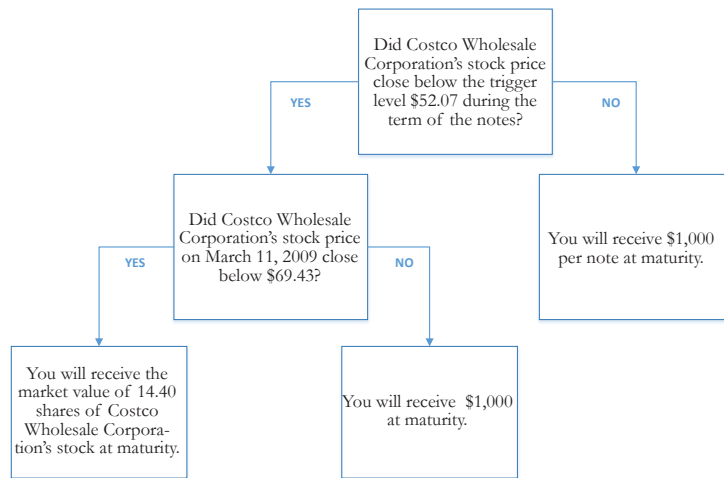 Did Costco Wholesale
Corporation's stock price
close below the trigger
level $52.07 during the
term of the notes?
YES
NO
Did Costco Wholesale
Corporation's stock price
on March 11, 2009 close
below $69.43?
You will receive $1,000
per note at maturity.
YES
NO
You will receive the
market value of 14.40
shares of Costco
Wholesale Corpora-
tion's stock at maturity.
You will receive $1,000
at maturity.